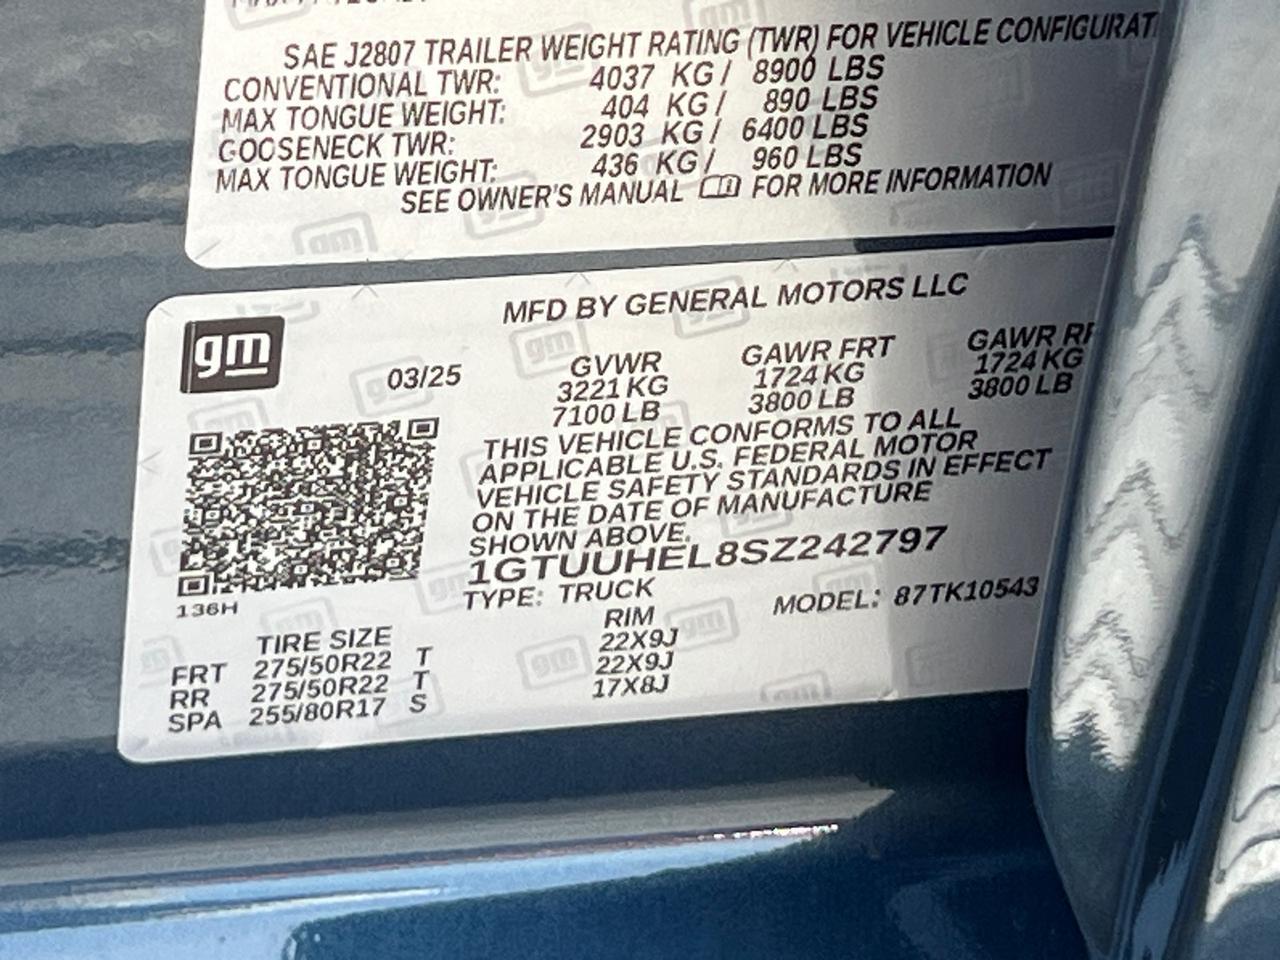 SAE J2807 TRAILER WEIGHT RATING (TWR) FOR VEHICLE CONFIGURAT
CONVENTIONAL TWR: 4037 KG / 8900 LBS
MAX TONGUE WEIGHT: 404 KG / 890 LBS
GOOSENECK TWR: 2903 KG / 6400 LBS
MAX TONGUE WEIGHT: 436 KG / 960 LBS
SEE OWNER'S MANUAL FOR MORE INFORMATION
MFD BY GENERAL MOTORS LLC
gm
03/25
GVWR GAWR FRT GAWR RR
3221 KG 1724 KG 1724 KG
7100 LB 3800 LB 3800 LB
THIS VEHICLE CONFORMS TO ALL
APPLICABLE U.S. FEDERAL MOTOR
VEHICLE SAFETY STANDARDS IN EFFECT
ON THE DATE OF MANUFACTURE
SHOWN ABOVE.
1GTUUHEL8SZ242797
TYPE: TRUCK MODEL: 87TK10543
136H
TIRE SIZE RIM
FRT 275/50R22 T 22X9J
RR 275/50R22 T 22X9J
SPA 255/80R17 S 17X8J